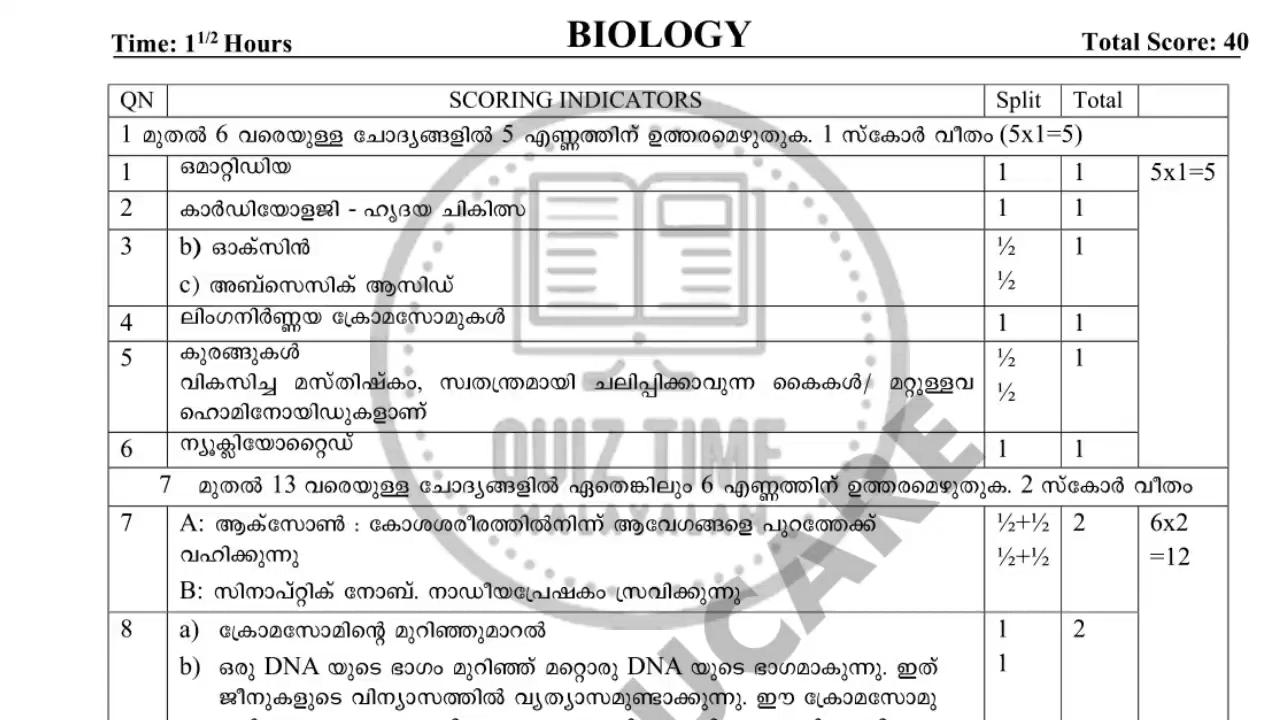 BIOLOGY
Time: 1 1/2 Hours Total Score: 40
QN SCORING INDICATORS Split Total
1 മുതൽ 6 വരെയുള്ള ചോദ്യങ്ങളിൽ 5 എണ്ണത്തിന് ഉത്തരമെഴുതുക. 1 സ്കോർ വീതം (5x1=5)
1 ഒമാറ്റിഡിയ 1 1 5x1=5
2 കാർഡിയോളജി - ഹൃദയ ചികിത്സ 1 1
3 b) ഓക്സിൻ ½ 1
c) അബ്സെസിക് ആസിഡ് ½
4 ലിംഗനിർണ്ണയ ക്രോമസോമുകൾ 1 1
5 കുരങ്ങുകൾ ½ 1
വികസിച്ച മസ്തിഷ്കം, സ്വതന്ത്രമായി ചലിപ്പിക്കാവുന്ന കൈകൾ/ മറ്റുള്ളവ ½
ഹൊമിനോയിഡുകളാണ്
6 ന്യൂക്ലിയോറ്റൈഡ് 1 1
7 മുതൽ 13 വരെയുള്ള ചോദ്യങ്ങളിൽ ഏതെങ്കിലും 6 എണ്ണത്തിന് ഉത്തരമെഴുതുക. 2 സ്കോർ വീതം
7 A: ആക്സോൺ : കോശശരീരത്തിൽനിന്ന് ആവേഗങ്ങളെ പുറത്തേക്ക് ½+½ 2 6x2
വഹിക്കുന്നു ½+½ =12
B: സിനാപ്റ്റിക് നോബ്. നാഡീയപ്രേഷകം സ്രവിക്കുന്നു
8 a) ക്രോമസോമിന്റെ മുറിഞ്ഞുമാറൽ 1 2
b) ഒരു DNA യുടെ ഭാഗം മുറിഞ്ഞ് മറ്റൊരു DNA യുടെ ഭാഗമാകുന്നു. ഇത് 1
ജീനുകളുടെ വിന്യാസത്തിൽ വ്യത്യാസമുണ്ടാക്കുന്നു. ഈ ക്രോമസോമു
QUIZ TIME
MALAYALAM
UCARE